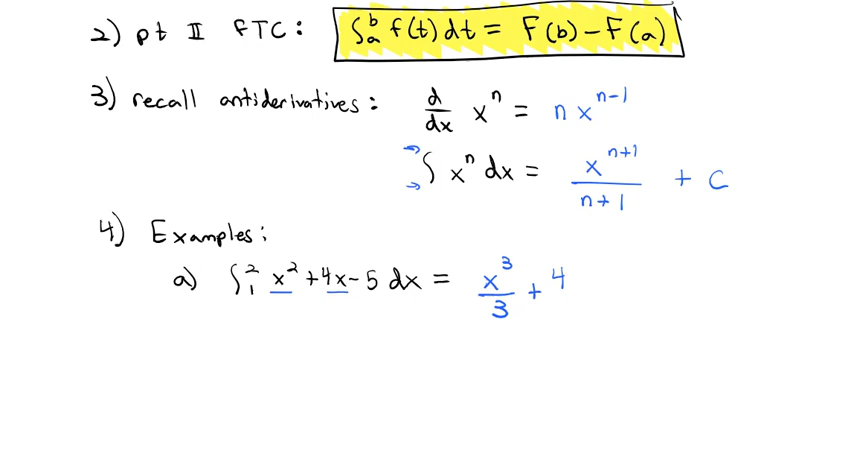 2) pt II FTC: ∫ₐᵇ f(t) dt = F(b) - F(a)
3) recall antiderivatives: d/dx xⁿ = n xⁿ⁻¹
∫ xⁿ dx = xⁿ⁺¹/(n+1) + C
4) Examples:
a) ∫₁² x² + 4x - 5 dx = x³/3 + 4